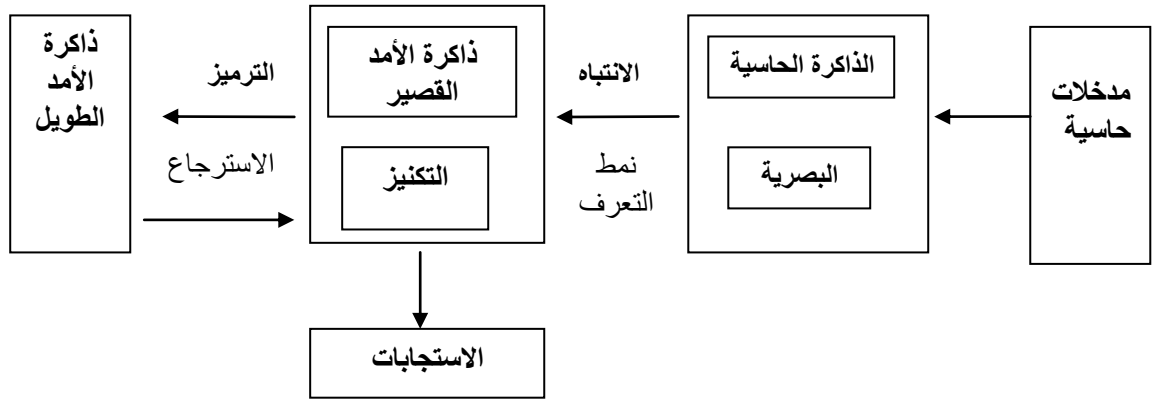 مدخلات
حاسية
الذاكرة الحاسية
البصرية
الانتباه
نمط
التعرف
ذاكرة الأمد
القصير
التكنيز
الترميز
الاسترجاع
ذاكرة
الأمد
الطويل
الاستجابات